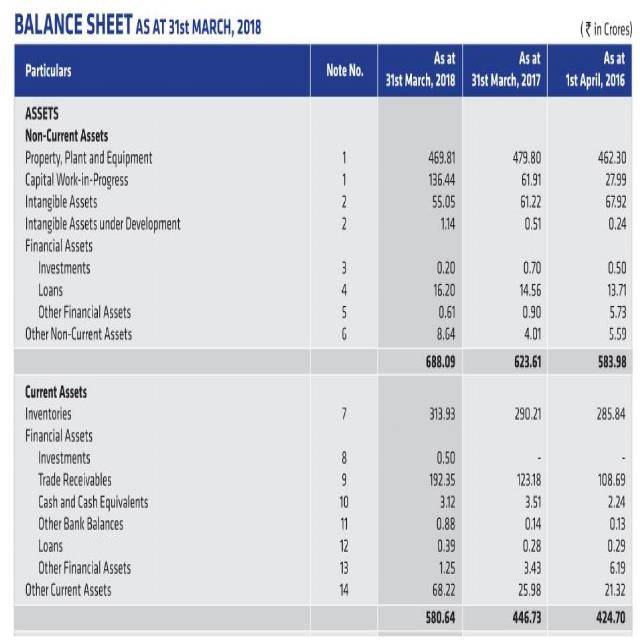 BALANCE SHEET AS AT 31st MARCH, 2018 (₹ in Crores)
Particulars Note No. As at 31st March, 2018 As at 31st March, 2017 As at 1st April, 2016
ASSETS
Non-Current Assets
Property, Plant and Equipment 1 469.81 479.80 462.30
Capital Work-in-Progress 1 136.44 61.91 27.99
Intangible Assets 2 55.05 61.22 67.92
Intangible Assets under Development 2 1.14 0.51 0.24
Financial Assets
Investments 3 0.20 0.70 0.50
Loans 4 16.20 14.56 13.71
Other Financial Assets 5 0.61 0.90 5.73
Other Non-Current Assets 6 8.64 4.01 5.59
688.09 623.61 583.98
Current Assets
Inventories 7 313.93 290.21 285.84
Financial Assets
Investments 8 0.50 - -
Trade Receivables 9 192.35 123.18 108.69
Cash and Cash Equivalents 10 3.12 3.51 2.24
Other Bank Balances 11 0.88 0.14 0.13
Loans 12 0.39 0.28 0.29
Other Financial Assets 13 1.25 3.43 6.19
Other Current Assets 14 68.22 25.98 21.32
580.64 446.73 424.70